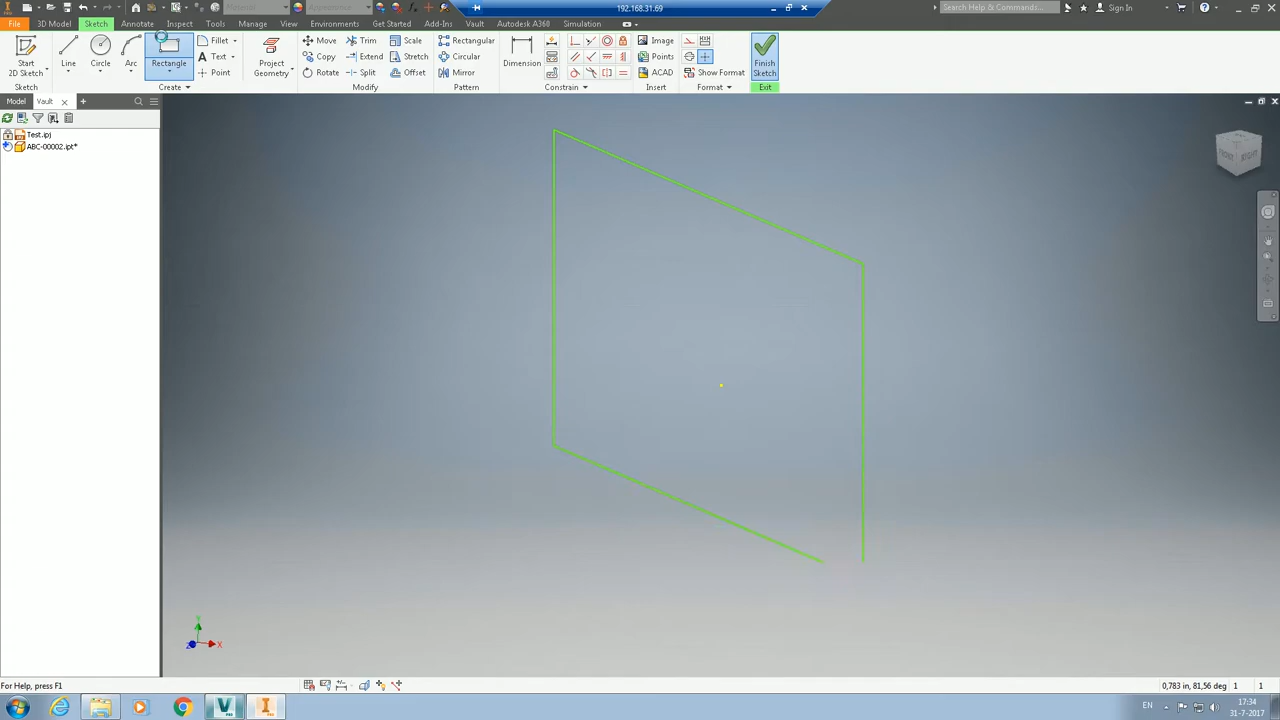 192.168.31.69
Search Help & Commands...
Sign In
File
3D Model
Sketch
Annotate
Inspect
Tools
Manage
View
Environments
Get Started
Add-Ins
Vault
Autodesk A360
Simulation
Start
2D Sketch
Line
Circle
Arc
Rectangle
Fillet
Text
Point
Project
Geometry
Move
Copy
Rotate
Trim
Extend
Split
Scale
Stretch
Offset
Rectangular
Circular
Mirror
Dimension
Image
Points
ACAD
Show Format
Finish
Sketch
Sketch
Create
Modify
Pattern
Constrain
Insert
Format
Exit
Model
Vault
Test.ipj
ABC-00002.ipt*
FRONT
RIGHT
Y
Z
X
For Help, press F1
0,783 in, 81,56 deg
1
1
EN
17:34
31-7-2017